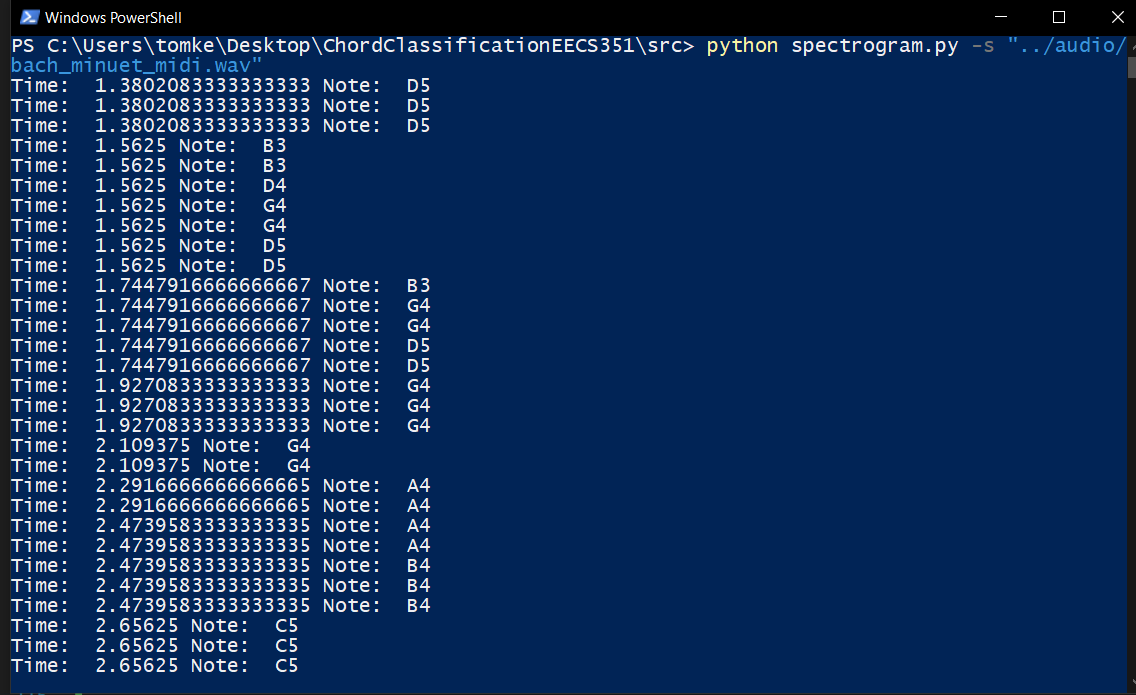 Windows PowerShell
PS C:\Users\tomke\Desktop\ChordClassificationEECS351\src> python spectrogram.py -s "../audio/
bach_minuet_midi.wav"
Time:  1.3802083333333333 Note:  D5
Time:  1.3802083333333333 Note:  D5
Time:  1.3802083333333333 Note:  D5
Time:  1.5625 Note:  B3
Time:  1.5625 Note:  B3
Time:  1.5625 Note:  D4
Time:  1.5625 Note:  G4
Time:  1.5625 Note:  G4
Time:  1.5625 Note:  D5
Time:  1.5625 Note:  D5
Time:  1.7447916666666667 Note:  B3
Time:  1.7447916666666667 Note:  G4
Time:  1.7447916666666667 Note:  G4
Time:  1.7447916666666667 Note:  D5
Time:  1.7447916666666667 Note:  D5
Time:  1.9270833333333333 Note:  G4
Time:  1.9270833333333333 Note:  G4
Time:  1.9270833333333333 Note:  G4
Time:  2.109375 Note:  G4
Time:  2.109375 Note:  G4
Time:  2.2916666666666665 Note:  A4
Time:  2.2916666666666665 Note:  A4
Time:  2.4739583333333335 Note:  A4
Time:  2.4739583333333335 Note:  A4
Time:  2.4739583333333335 Note:  B4
Time:  2.4739583333333335 Note:  B4
Time:  2.4739583333333335 Note:  B4
Time:  2.65625 Note:  C5
Time:  2.65625 Note:  C5
Time:  2.65625 Note:  C5